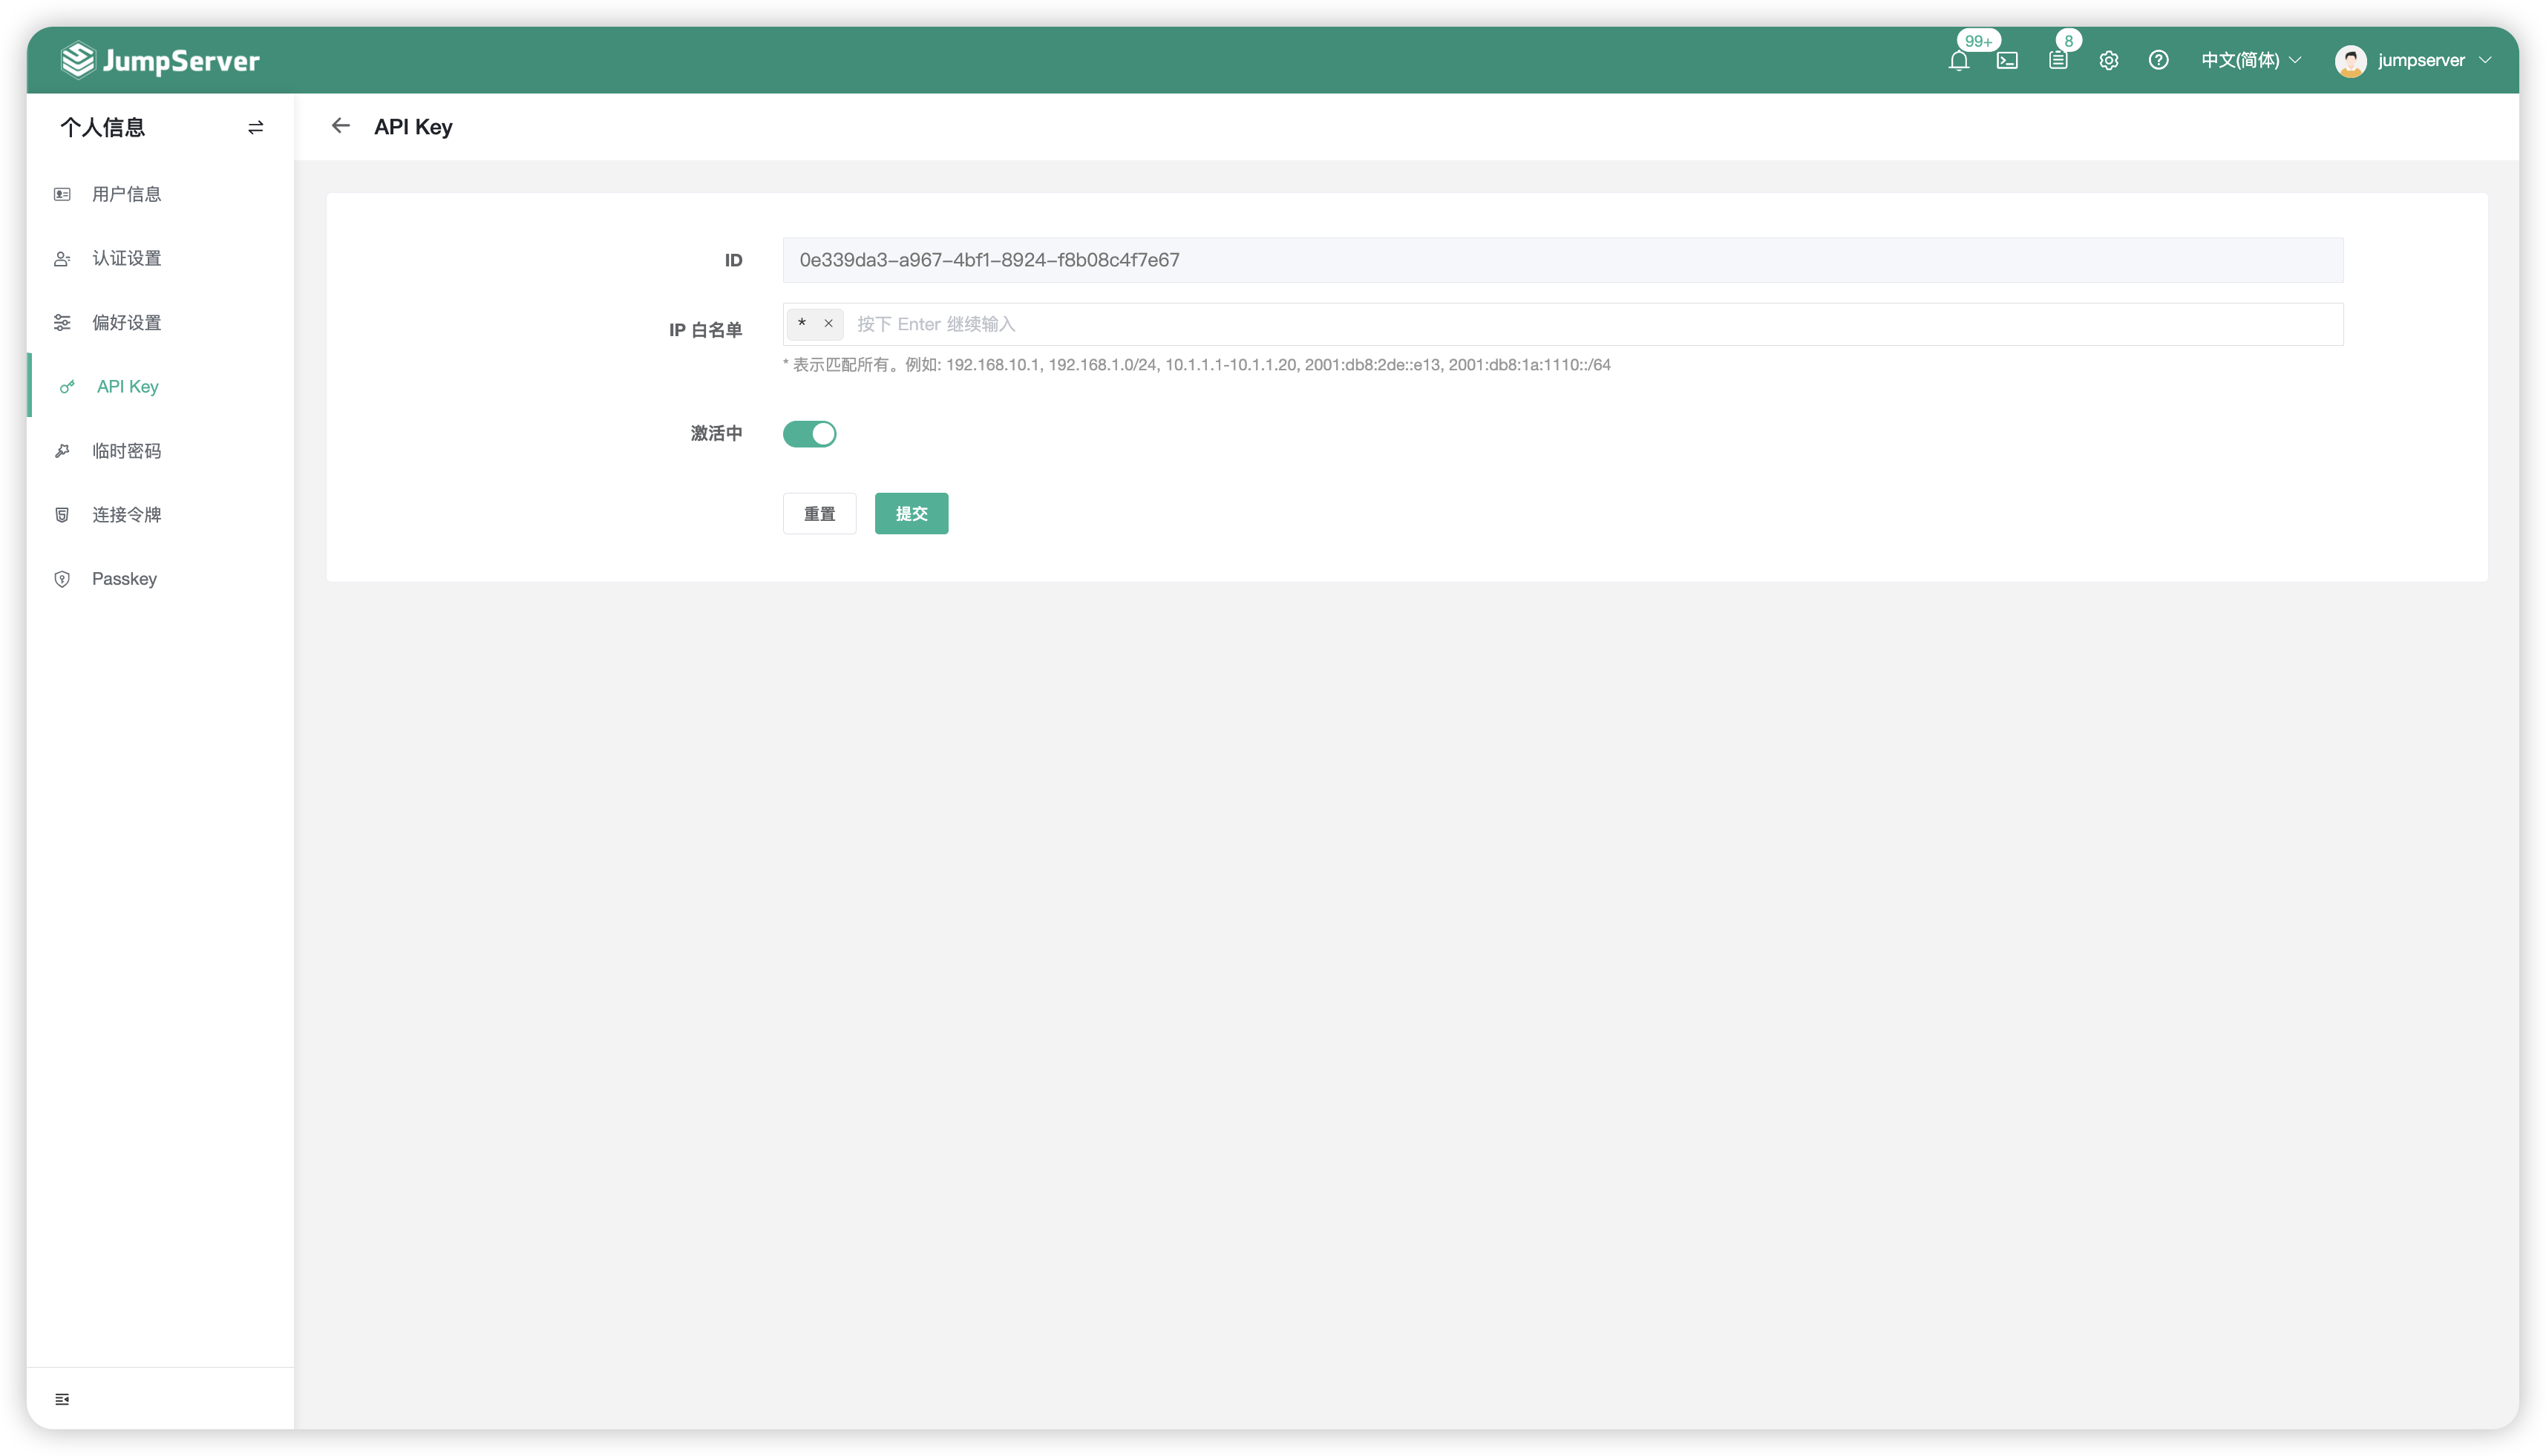 JumpServer
99+
8
中文(简体)
jumpserver
个人信息
API Key
用户信息
认证设置
偏好设置
API Key
临时密码
连接令牌
Passkey
ID
0e339da3-a967-4bf1-8924-f8b08c4f7e67
IP 白名单
* × 按下 Enter 继续输入
* 表示匹配所有。例如: 192.168.10.1, 192.168.1.0/24, 10.1.1.1-10.1.1.20, 2001:db8:2de::e13, 2001:db8:1a:1110::/64
激活中
重置
提交